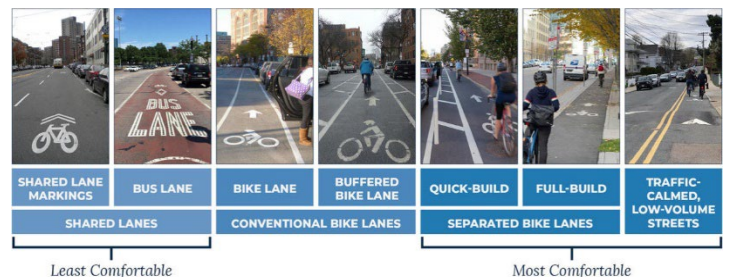 BUS
LANE
SHARED LANE
MARKINGS
BUS LANE
BIKE LANE
BUFFERED
BIKE LANE
QUICK-BUILD
FULL-BUILD
TRAFFIC-
CALMED,
LOW-VOLUME
STREETS
SHARED LANES
CONVENTIONAL BIKE LANES
SEPARATED BIKE LANES
Least Comfortable
Most Comfortable